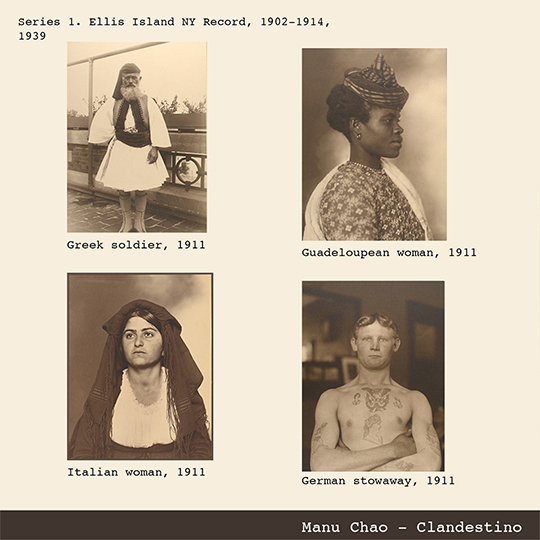 Series 1. Ellis Island NY Record, 1902–1914,
1939
Greek soldier, 1911
Guadeloupean woman, 1911
Italian woman, 1911
German stowaway, 1911
Manu Chao – Clandestino